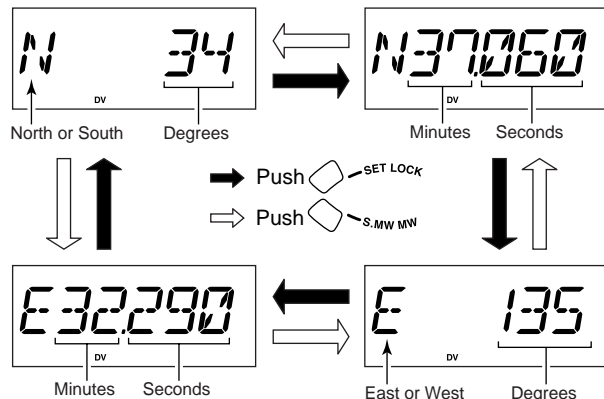 N 34
DV
North or South Degrees
N37.060
DV
Minutes Seconds
Push SET LOCK
Push S.MW MW
E32.290
DV
Minutes Seconds
E 135
DV
East or West Degrees